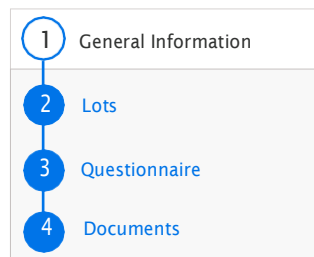 1 General Information
2 Lots
3 Questionnaire
4 Documents